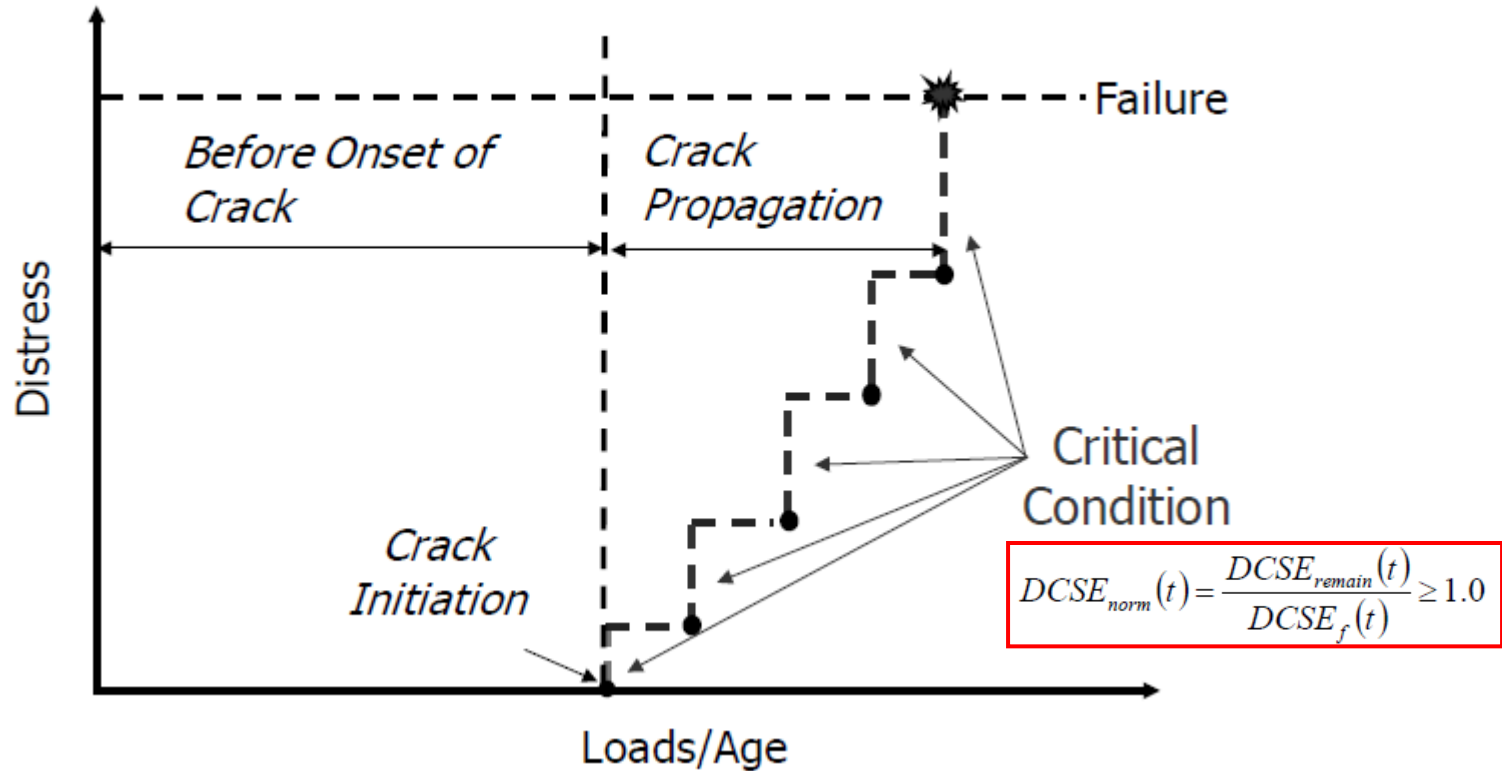 Failure
Before Onset of
Crack
Crack
Propagation
Distress
Critical
Condition
Crack
Initiation
DCSE_norm(t) = DCSE_remain(t) / DCSE_f(t) ≥ 1.0
Loads/Age